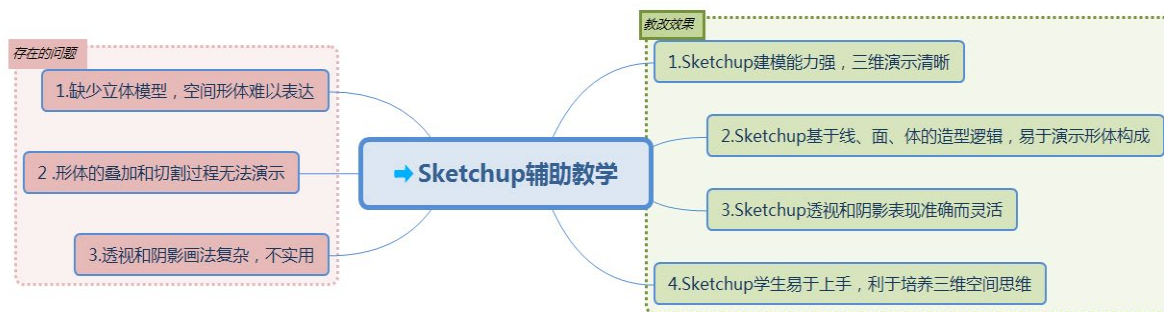 存在的问题
1.缺少立体模型，空间形体难以表达
2 .形体的叠加和切割过程无法演示
3.透视和阴影画法复杂，不实用
Sketchup辅助教学
教改效果
1.Sketchup建模能力强，三维演示清晰
2.Sketchup基于线、面、体的造型逻辑，易于演示形体构成
3.Sketchup透视和阴影表现准确而灵活
4.Sketchup学生易于上手，利于培养三维空间思维